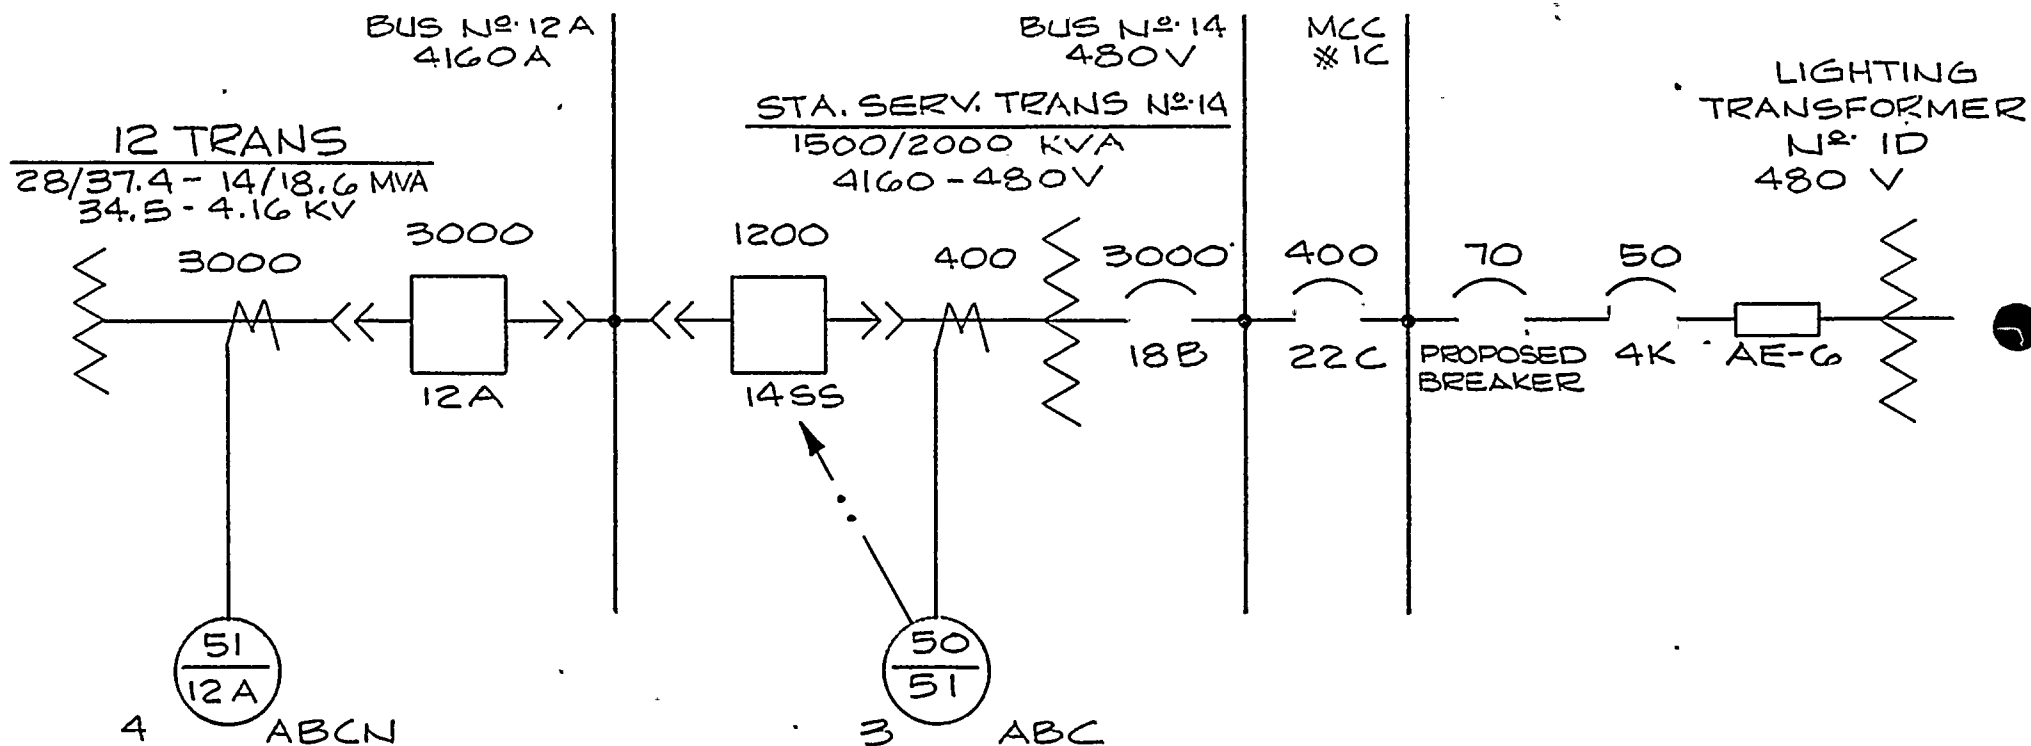 BUS Nº. 12A
4160A
BUS Nº. 14
480V
MCC
※ 1C
LIGHTING
TRANSFORMER
Nº. 1D
480 V
STA. SERV. TRANS Nº. 14
1500/2000 KVA
4160-480V
12 TRANS
28/37.4 - 14/18.6 MVA
34.5 - 4.16 KV
3000
3000
1200
400
3000
400
70
50
12A
14SS
18B
22C
PROPOSED
BREAKER
4K
AE-6
51
12A
4
ABCN
50
51
3
ABC